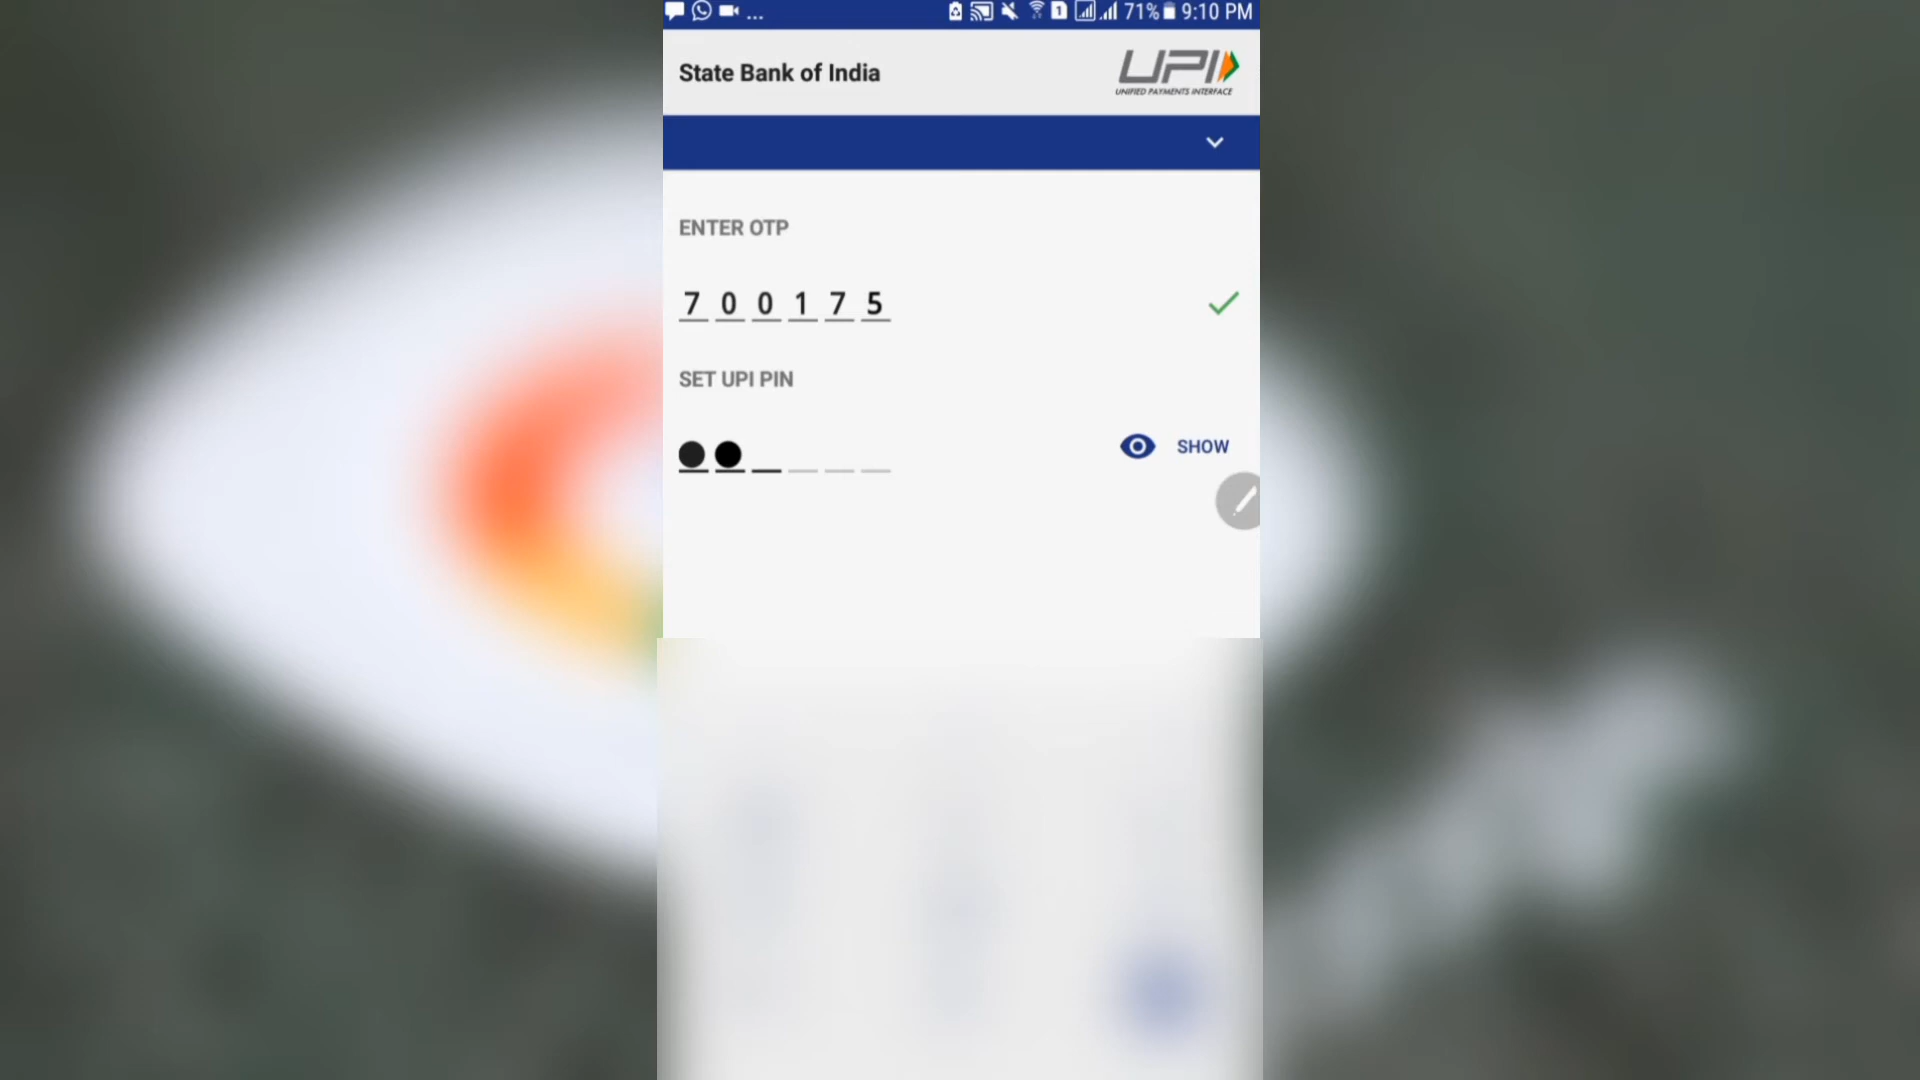 ... 1 71% 9:10 PM
State Bank of India
UPI
UNIFIED PAYMENTS INTERFACE
ENTER OTP
7 0 0 1 7 5
SET UPI PIN
SHOW